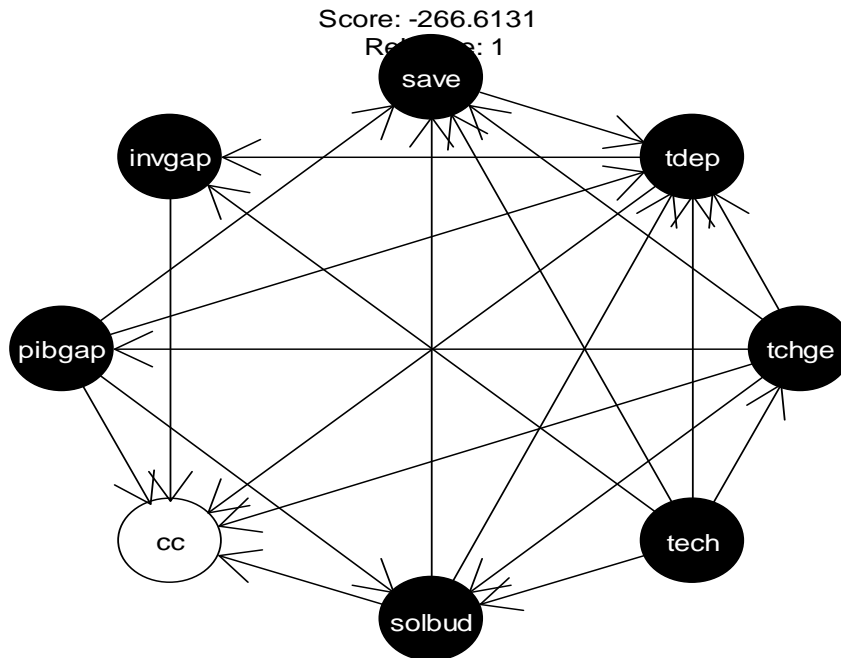 Score: -266.6131
save
invgap
tdep
pibgap
tchge
cc
tech
solbud